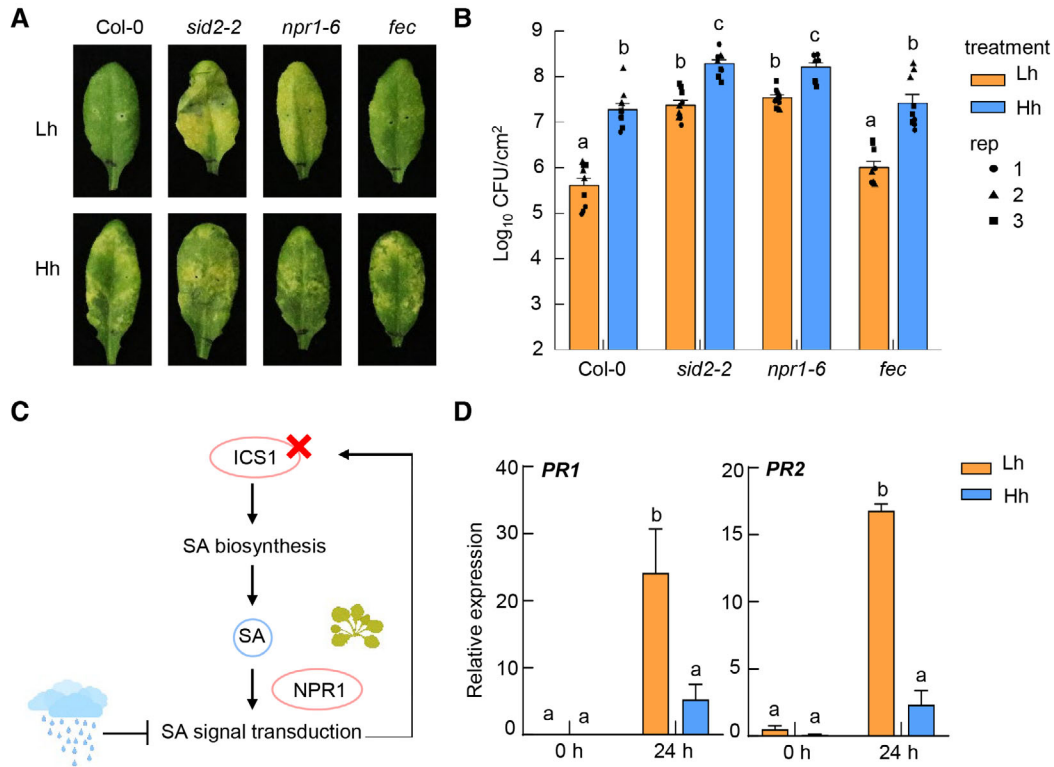 A
Col-0 sid2-2 npr1-6 fec
Lh
Hh
B
Log10 CFU/cm2
9
8
7
6
5
4
3
2
a b b c b c a b
Col-0 sid2-2 npr1-6 fec
treatment
Lh
Hh
rep
1
2
3
C
ICS1
SA biosynthesis
SA
NPR1
SA signal transduction
D
Relative expression
PR1
40
30
20
10
0
a a b a
0 h 24 h
PR2
20
15
10
5
0
a a b a
0 h 24 h
Lh
Hh